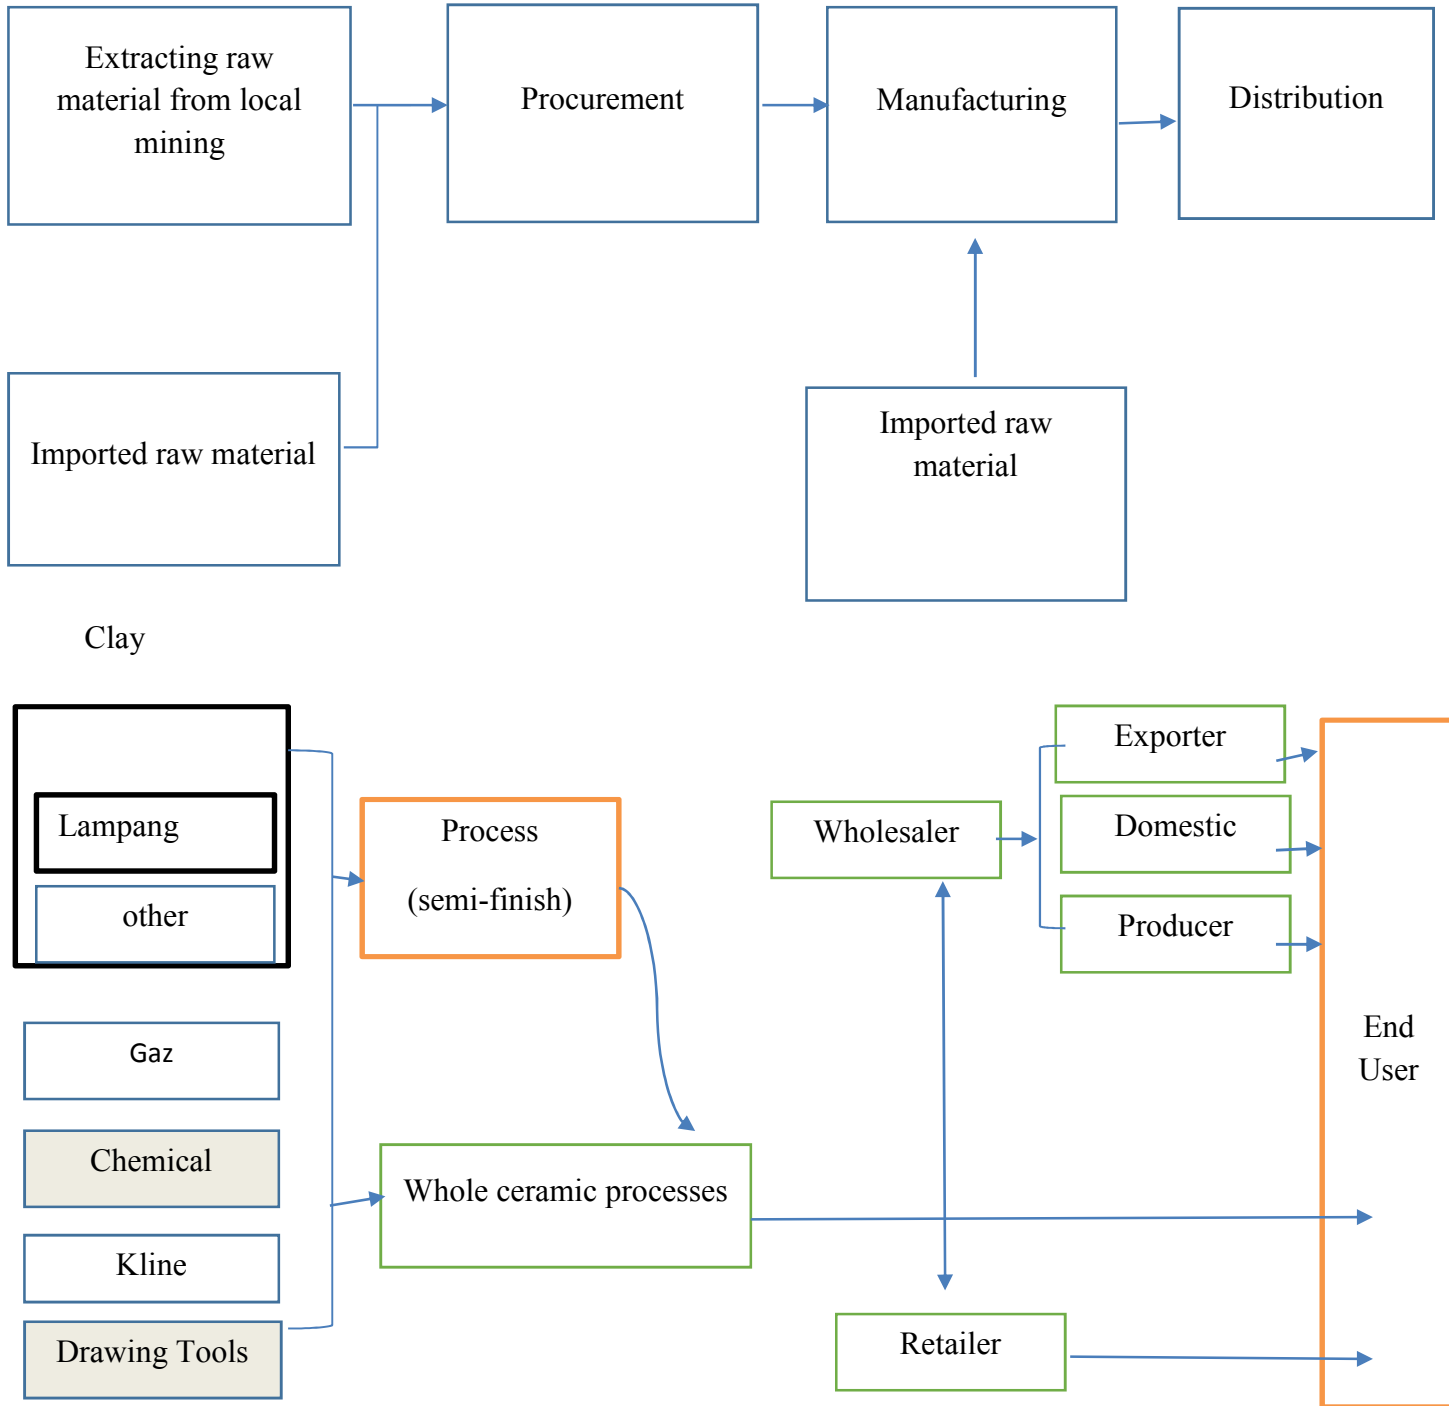 Extracting raw
material from local
mining
Procurement
Manufacturing
Distribution
Imported raw material
Imported raw
material
Clay
Lampang
other
Gaz
Chemical
Kline
Drawing Tools
Process
(semi-finish)
Whole ceramic processes
Wholesaler
Retailer
Exporter
Domestic
Producer
End
User